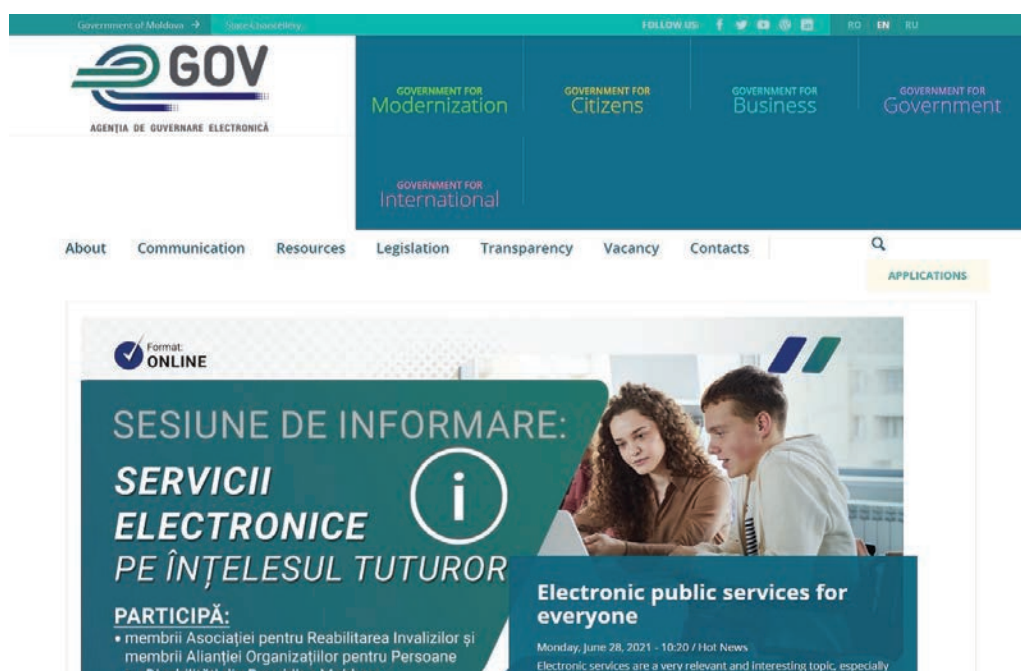 Government of Moldova → State Chancellery
FOLLOW US: RO EN RU
eGOV
AGENȚIA DE GUVERNARE ELECTRONICĂ
GOVERNMENT FOR
Modernization
GOVERNMENT FOR
Citizens
GOVERNMENT FOR
Business
GOVERNMENT FOR
Government
GOVERNMENT FOR
International
About Communication Resources Legislation Transparency Vacancy Contacts
APPLICATIONS
Format:
ONLINE
SESIUNE DE INFORMARE:
SERVICII
ELECTRONICE
PE ÎNȚELESUL TUTUROR
PARTICIPĂ:
• membrii Asociației pentru Reabilitarea Invalizilor și
membrii Alianției Organizațiilor pentru Persoane
Electronic public services for
everyone
Monday, June 28, 2021 - 10:20 / Hot News
Electronic services are a very relevant and interesting topic, especially